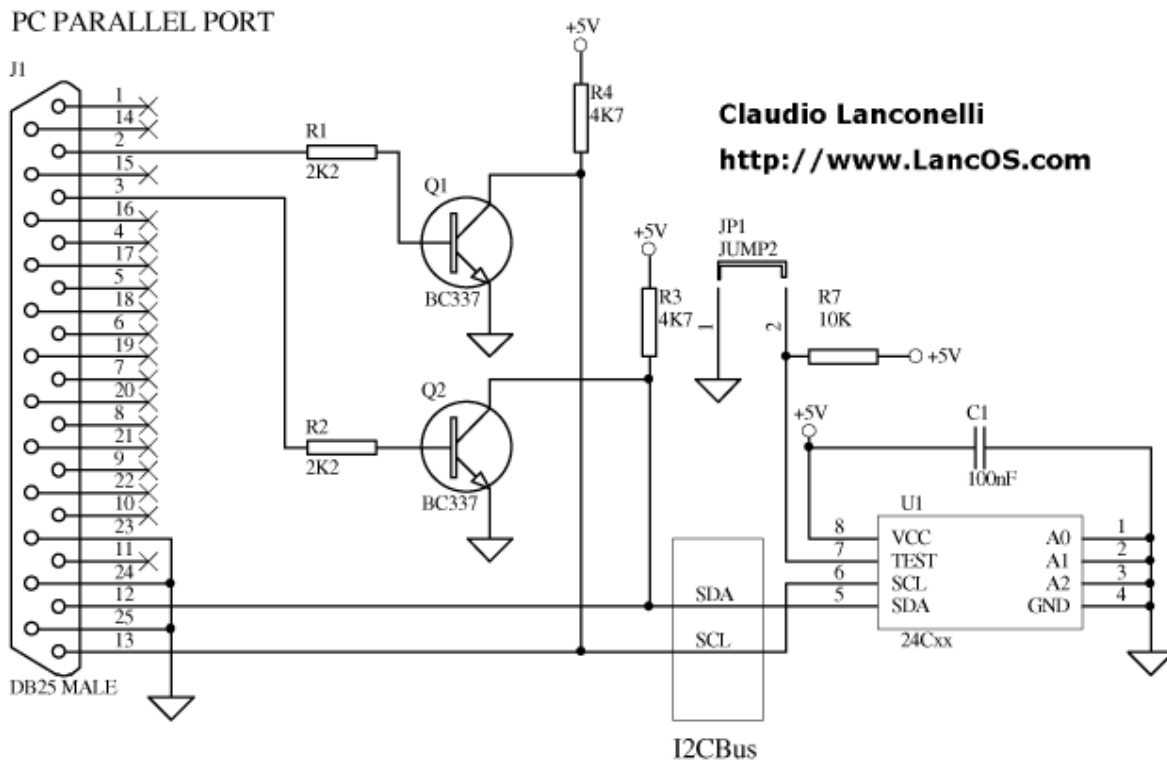 PC PARALLEL PORT
J1
1
14
2
15
3
16
4
17
5
18
6
19
7
20
8
21
9
22
10
23
11
24
12
25
13
DB25 MALE
R1
2K2
R2
2K2
Q1
BC337
Q2
BC337
+5V
R4
4K7
+5V
R3
4K7
Claudio Lanconelli
http://www.LancOS.com
JP1
JUMP2
1
2
R7
10K
+5V
+5V
C1
100nF
U1
8 VCC A0 1
7 TEST A1 2
6 SCL A2 3
5 SDA GND 4
24Cxx
SDA
SCL
I2CBus